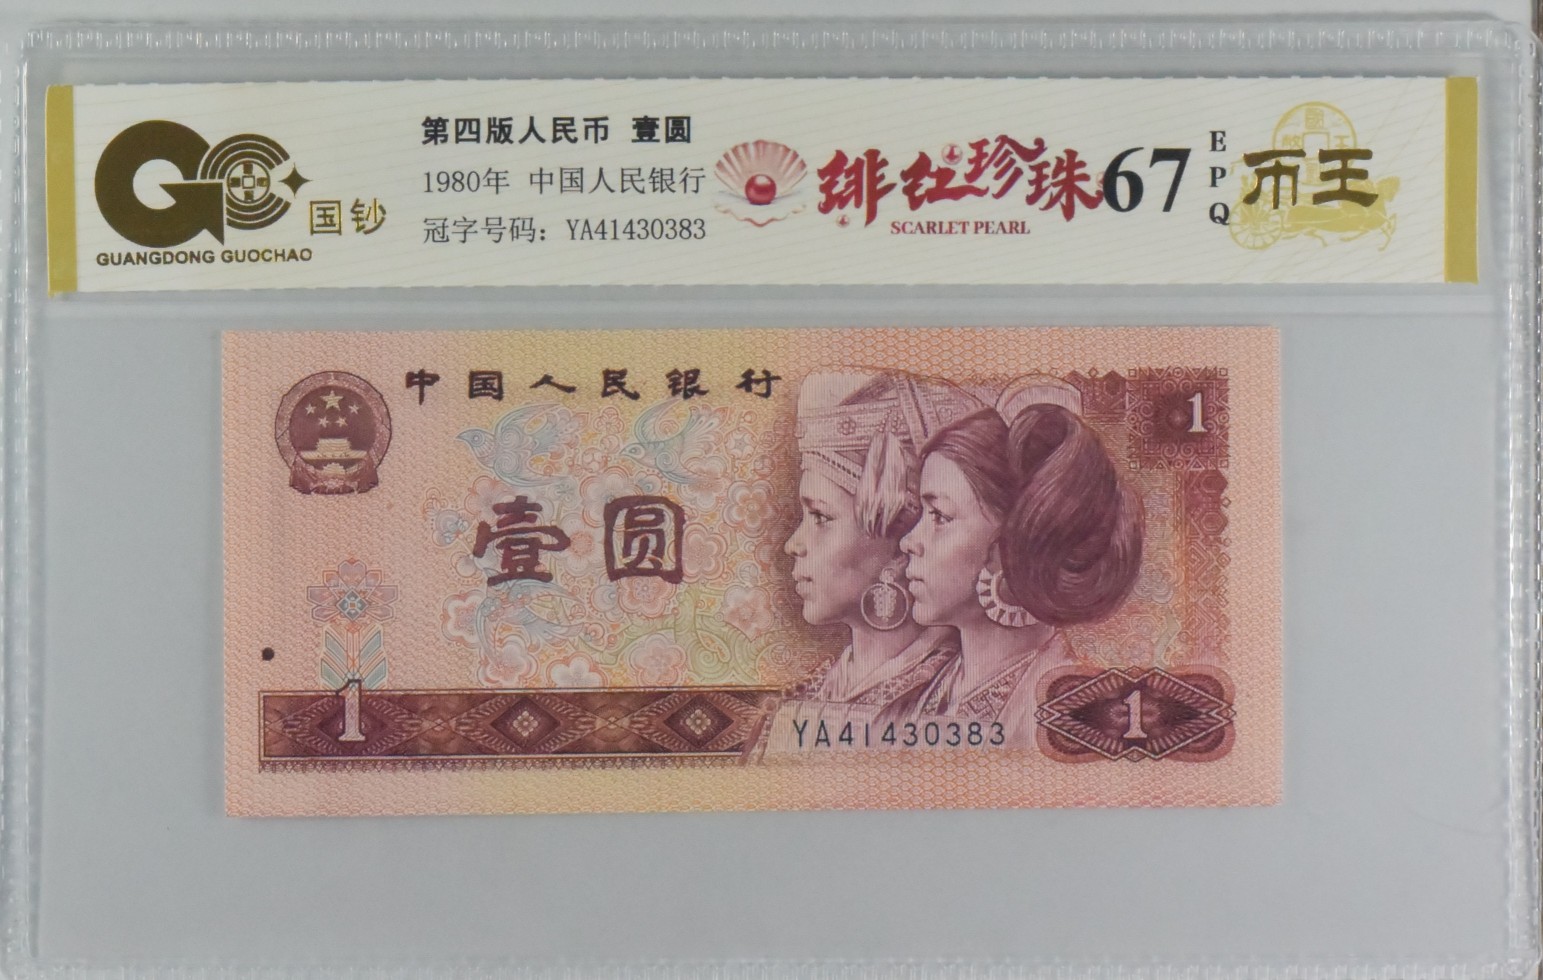 GC
国钞
GUANGDONG GUOCHAO
第四版人民币 壹圆
1980年 中国人民银行
冠字号码：YA41430383
绯红珍珠
SCARLET PEARL
67
EPQ
币王
中国人民银行
1
壹圆
1
YA41430383
1